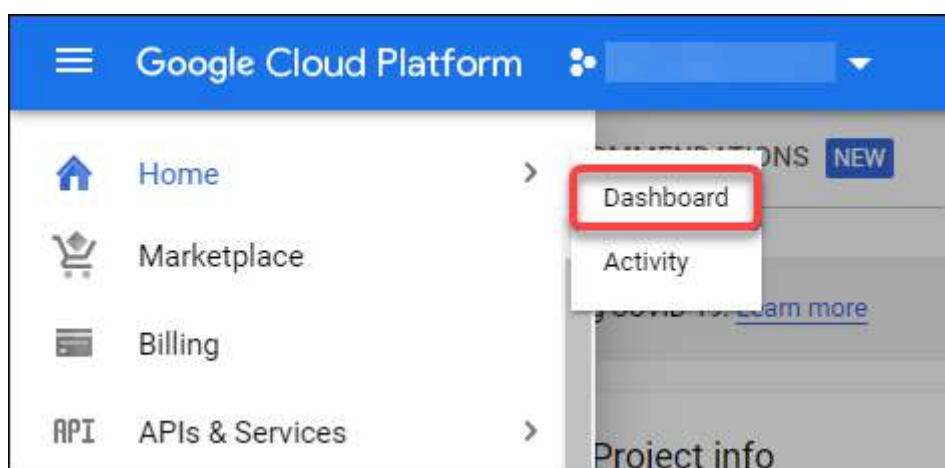 Google Cloud Platform
NEW
Home
Dashboard
Marketplace
Activity
Learn more
Billing
API APIs & Services
Project info